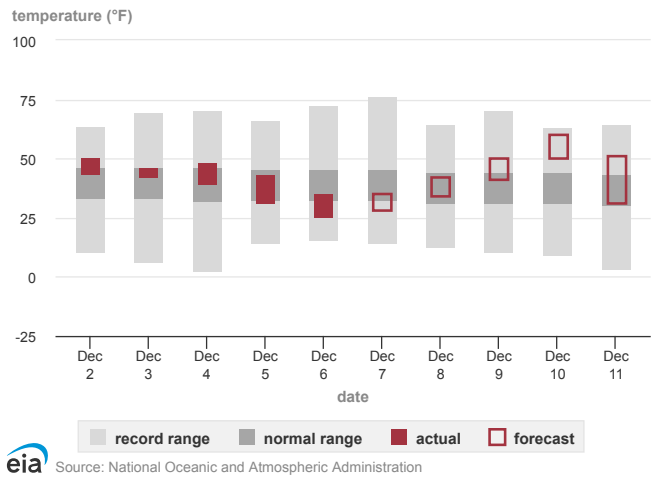 temperature (°F)
100
75
50
25
0
-25
Dec Dec Dec Dec Dec Dec Dec Dec Dec Dec
2 3 4 5 6 7 8 9 10 11
date
record range normal range actual forecast
eia Source: National Oceanic and Atmospheric Administration